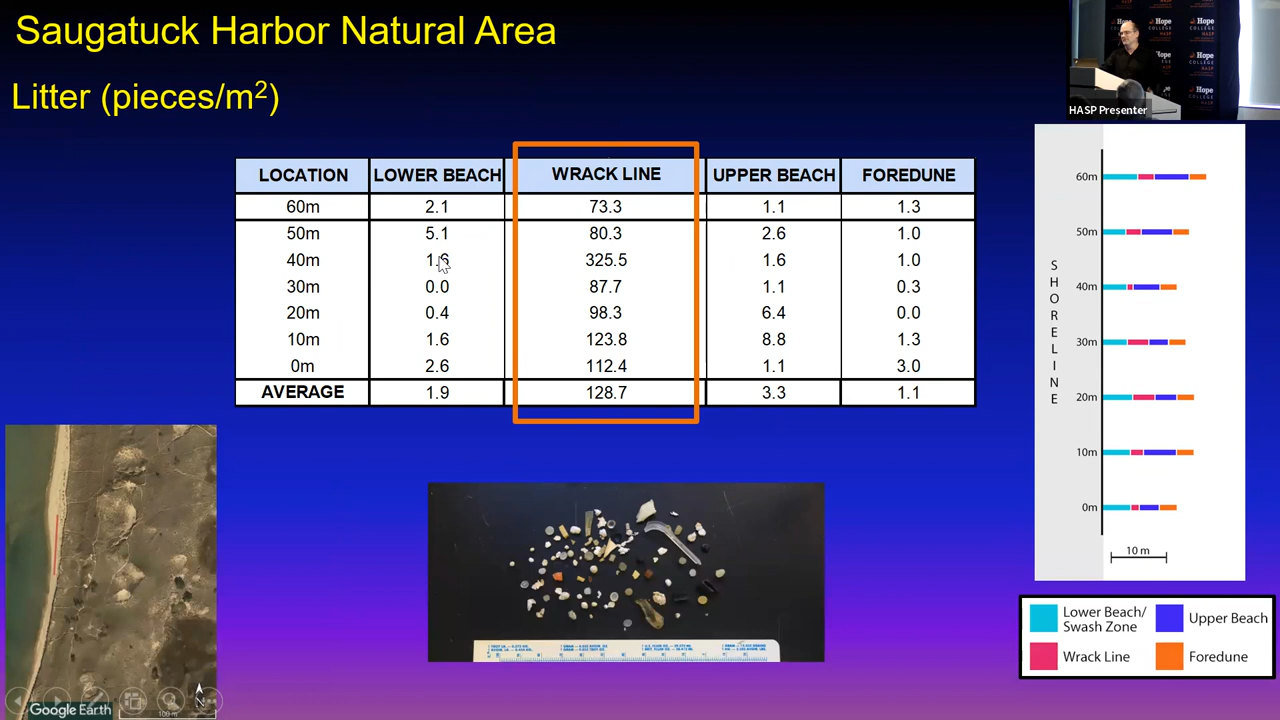 Saugatuck Harbor Natural Area
Litter (pieces/m²)
Hope
COLLEGE
HASP
HASP Presenter
LOCATION LOWER BEACH WRACK LINE UPPER BEACH FOREDUNE
60m 2.1 73.3 1.1 1.3
50m 5.1 80.3 2.6 1.0
40m 1.6 325.5 1.6 1.0
30m 0.0 87.7 1.1 0.3
20m 0.4 98.3 6.4 0.0
10m 1.6 123.8 8.8 1.3
0m 2.6 112.4 1.1 3.0
AVERAGE 1.9 128.7 3.3 1.1
SHORELINE
60m
50m
40m
30m
20m
10m
0m
10 m
Lower Beach/
Swash Zone
Upper Beach
Wrack Line
Foredune
N
Google Earth
100 m